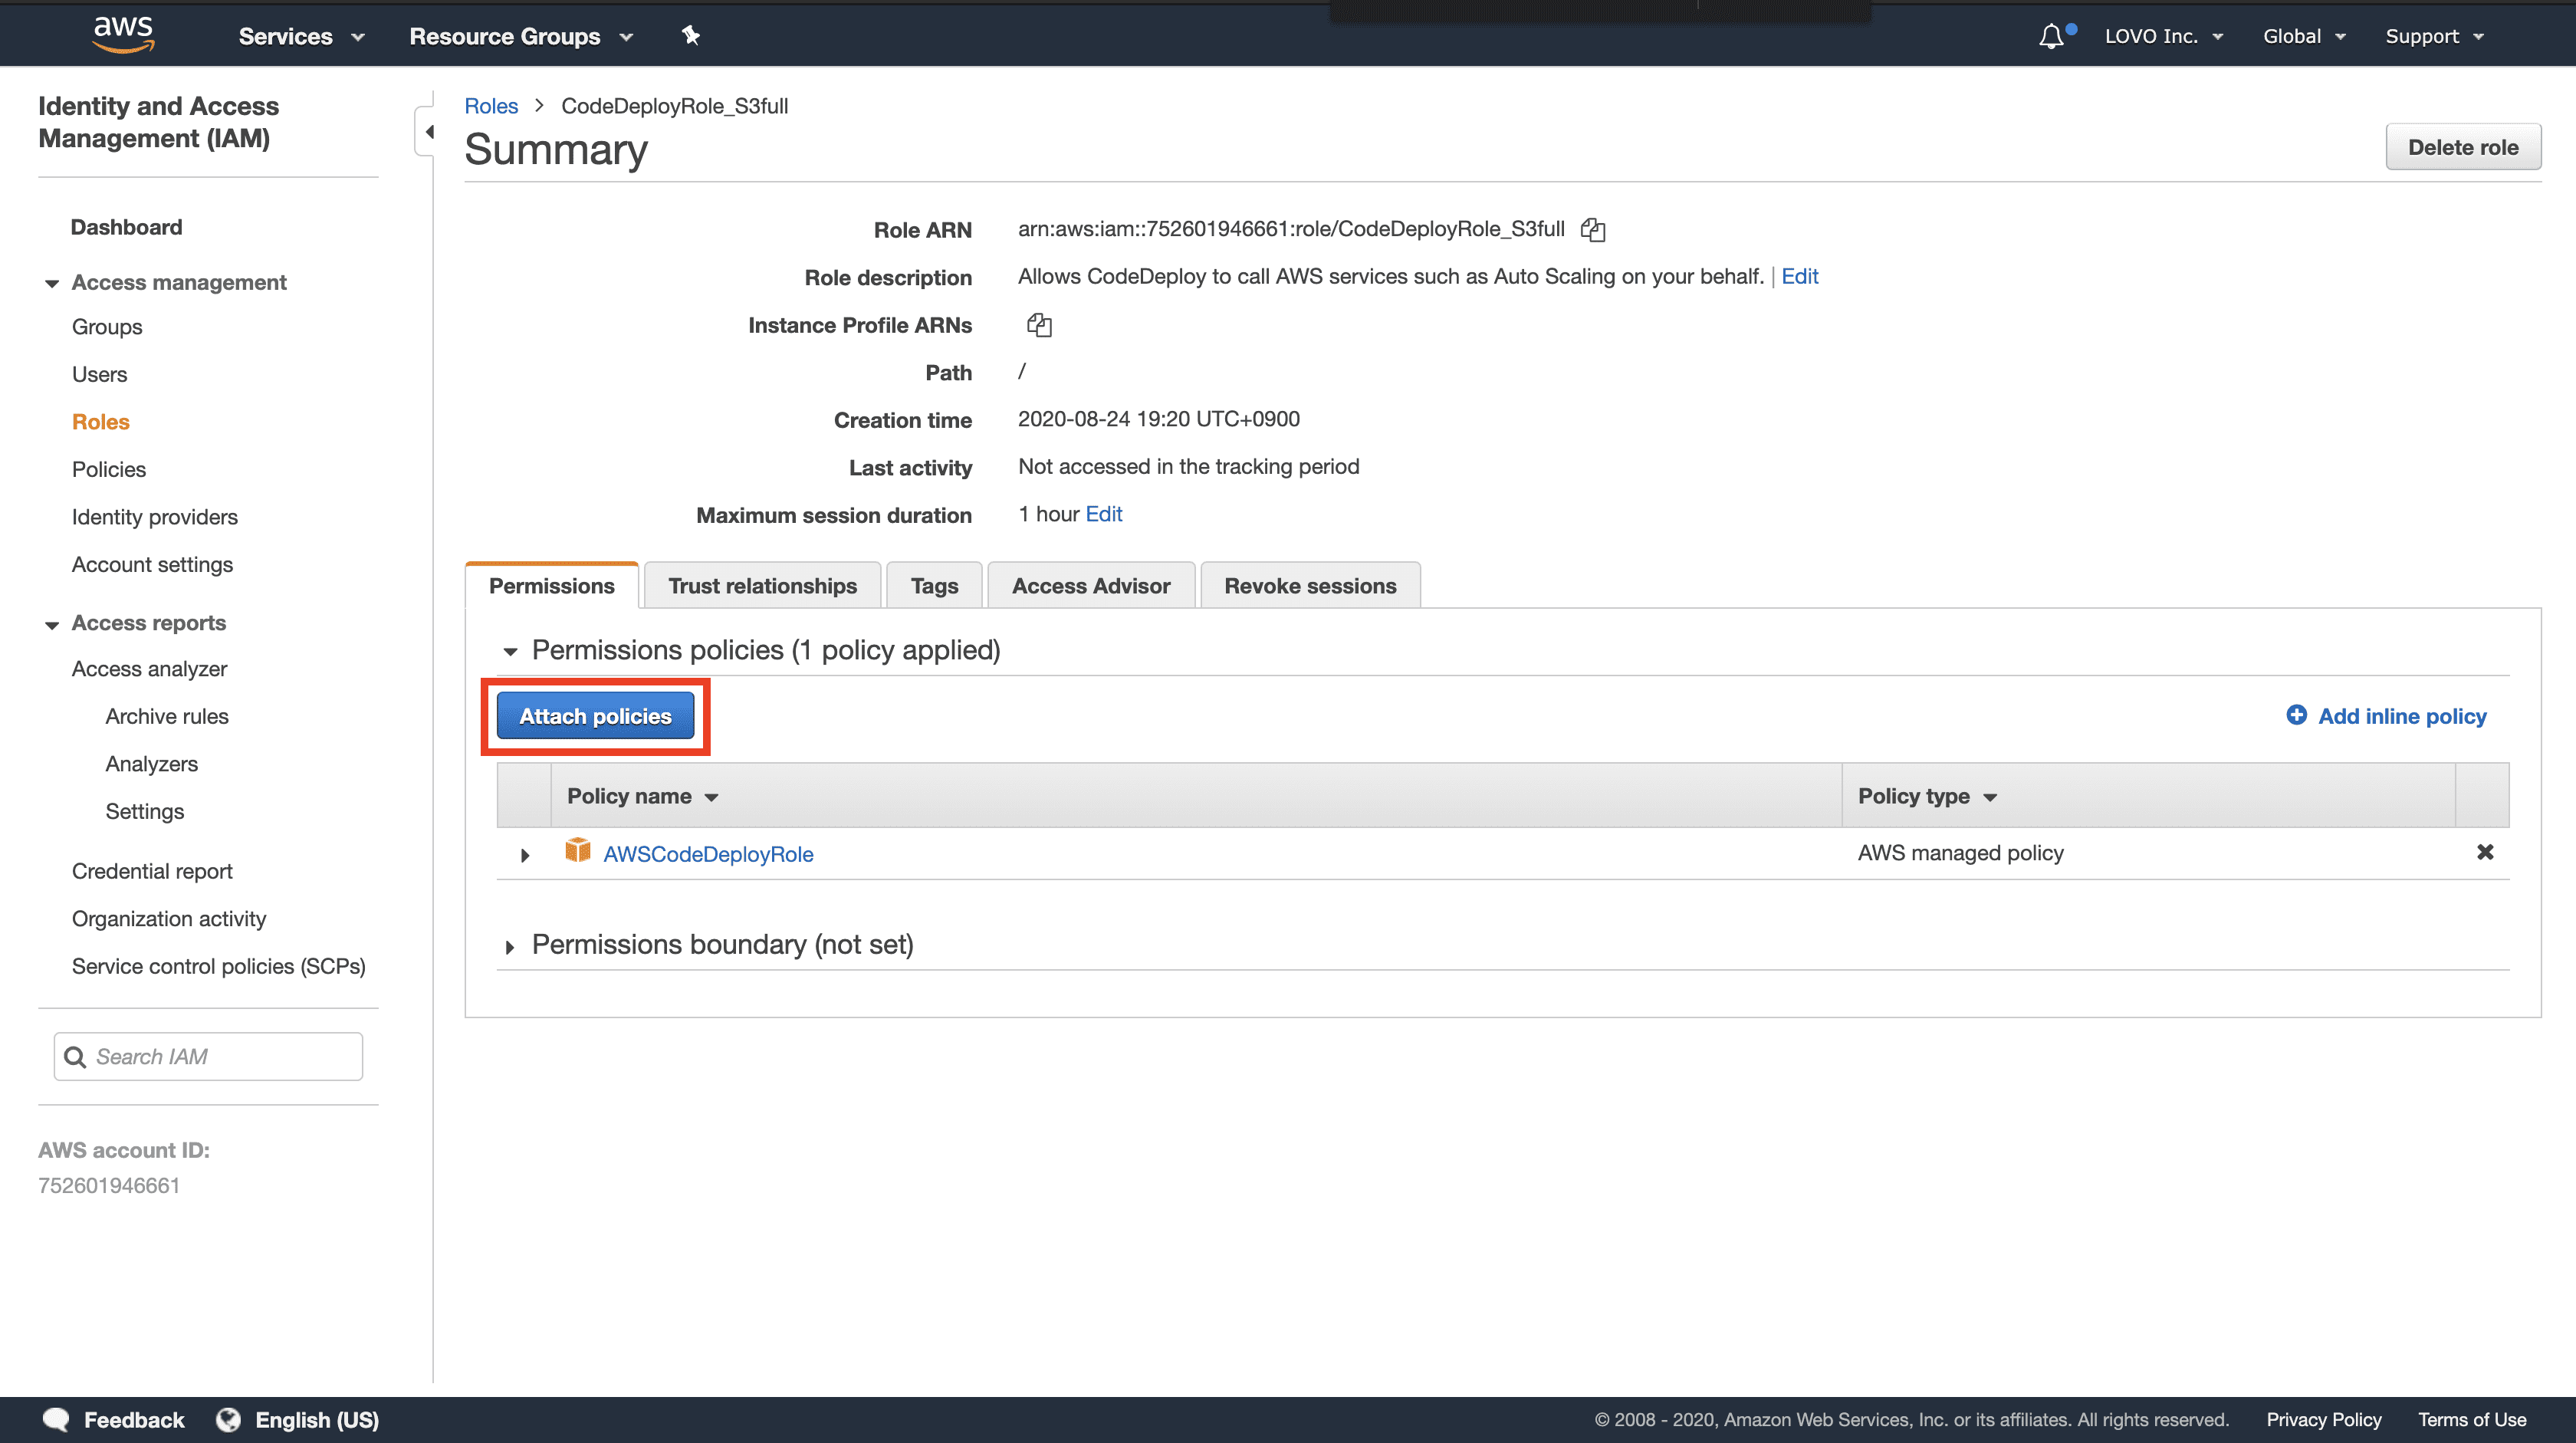 aws
Services
Resource Groups
LOVO Inc.
Global
Support
Identity and Access
Management (IAM)
Dashboard
Access management
Groups
Users
Roles
Policies
Identity providers
Account settings
Access reports
Access analyzer
Archive rules
Analyzers
Settings
Credential report
Organization activity
Service control policies (SCPs)
Search IAM
AWS account ID:
752601946661
Roles > CodeDeployRole_S3full
Summary
Delete role
Role ARN arn:aws:iam::752601946661:role/CodeDeployRole_S3full
Role description Allows CodeDeploy to call AWS services such as Auto Scaling on your behalf. | Edit
Instance Profile ARNs
Path /
Creation time 2020-08-24 19:20 UTC+0900
Last activity Not accessed in the tracking period
Maximum session duration 1 hour Edit
Permissions
Trust relationships
Tags
Access Advisor
Revoke sessions
Permissions policies (1 policy applied)
Attach policies
Add inline policy
Policy name
Policy type
AWSCodeDeployRole
AWS managed policy
Permissions boundary (not set)
Feedback
English (US)
© 2008 - 2020, Amazon Web Services, Inc. or its affiliates. All rights reserved.
Privacy Policy
Terms of Use